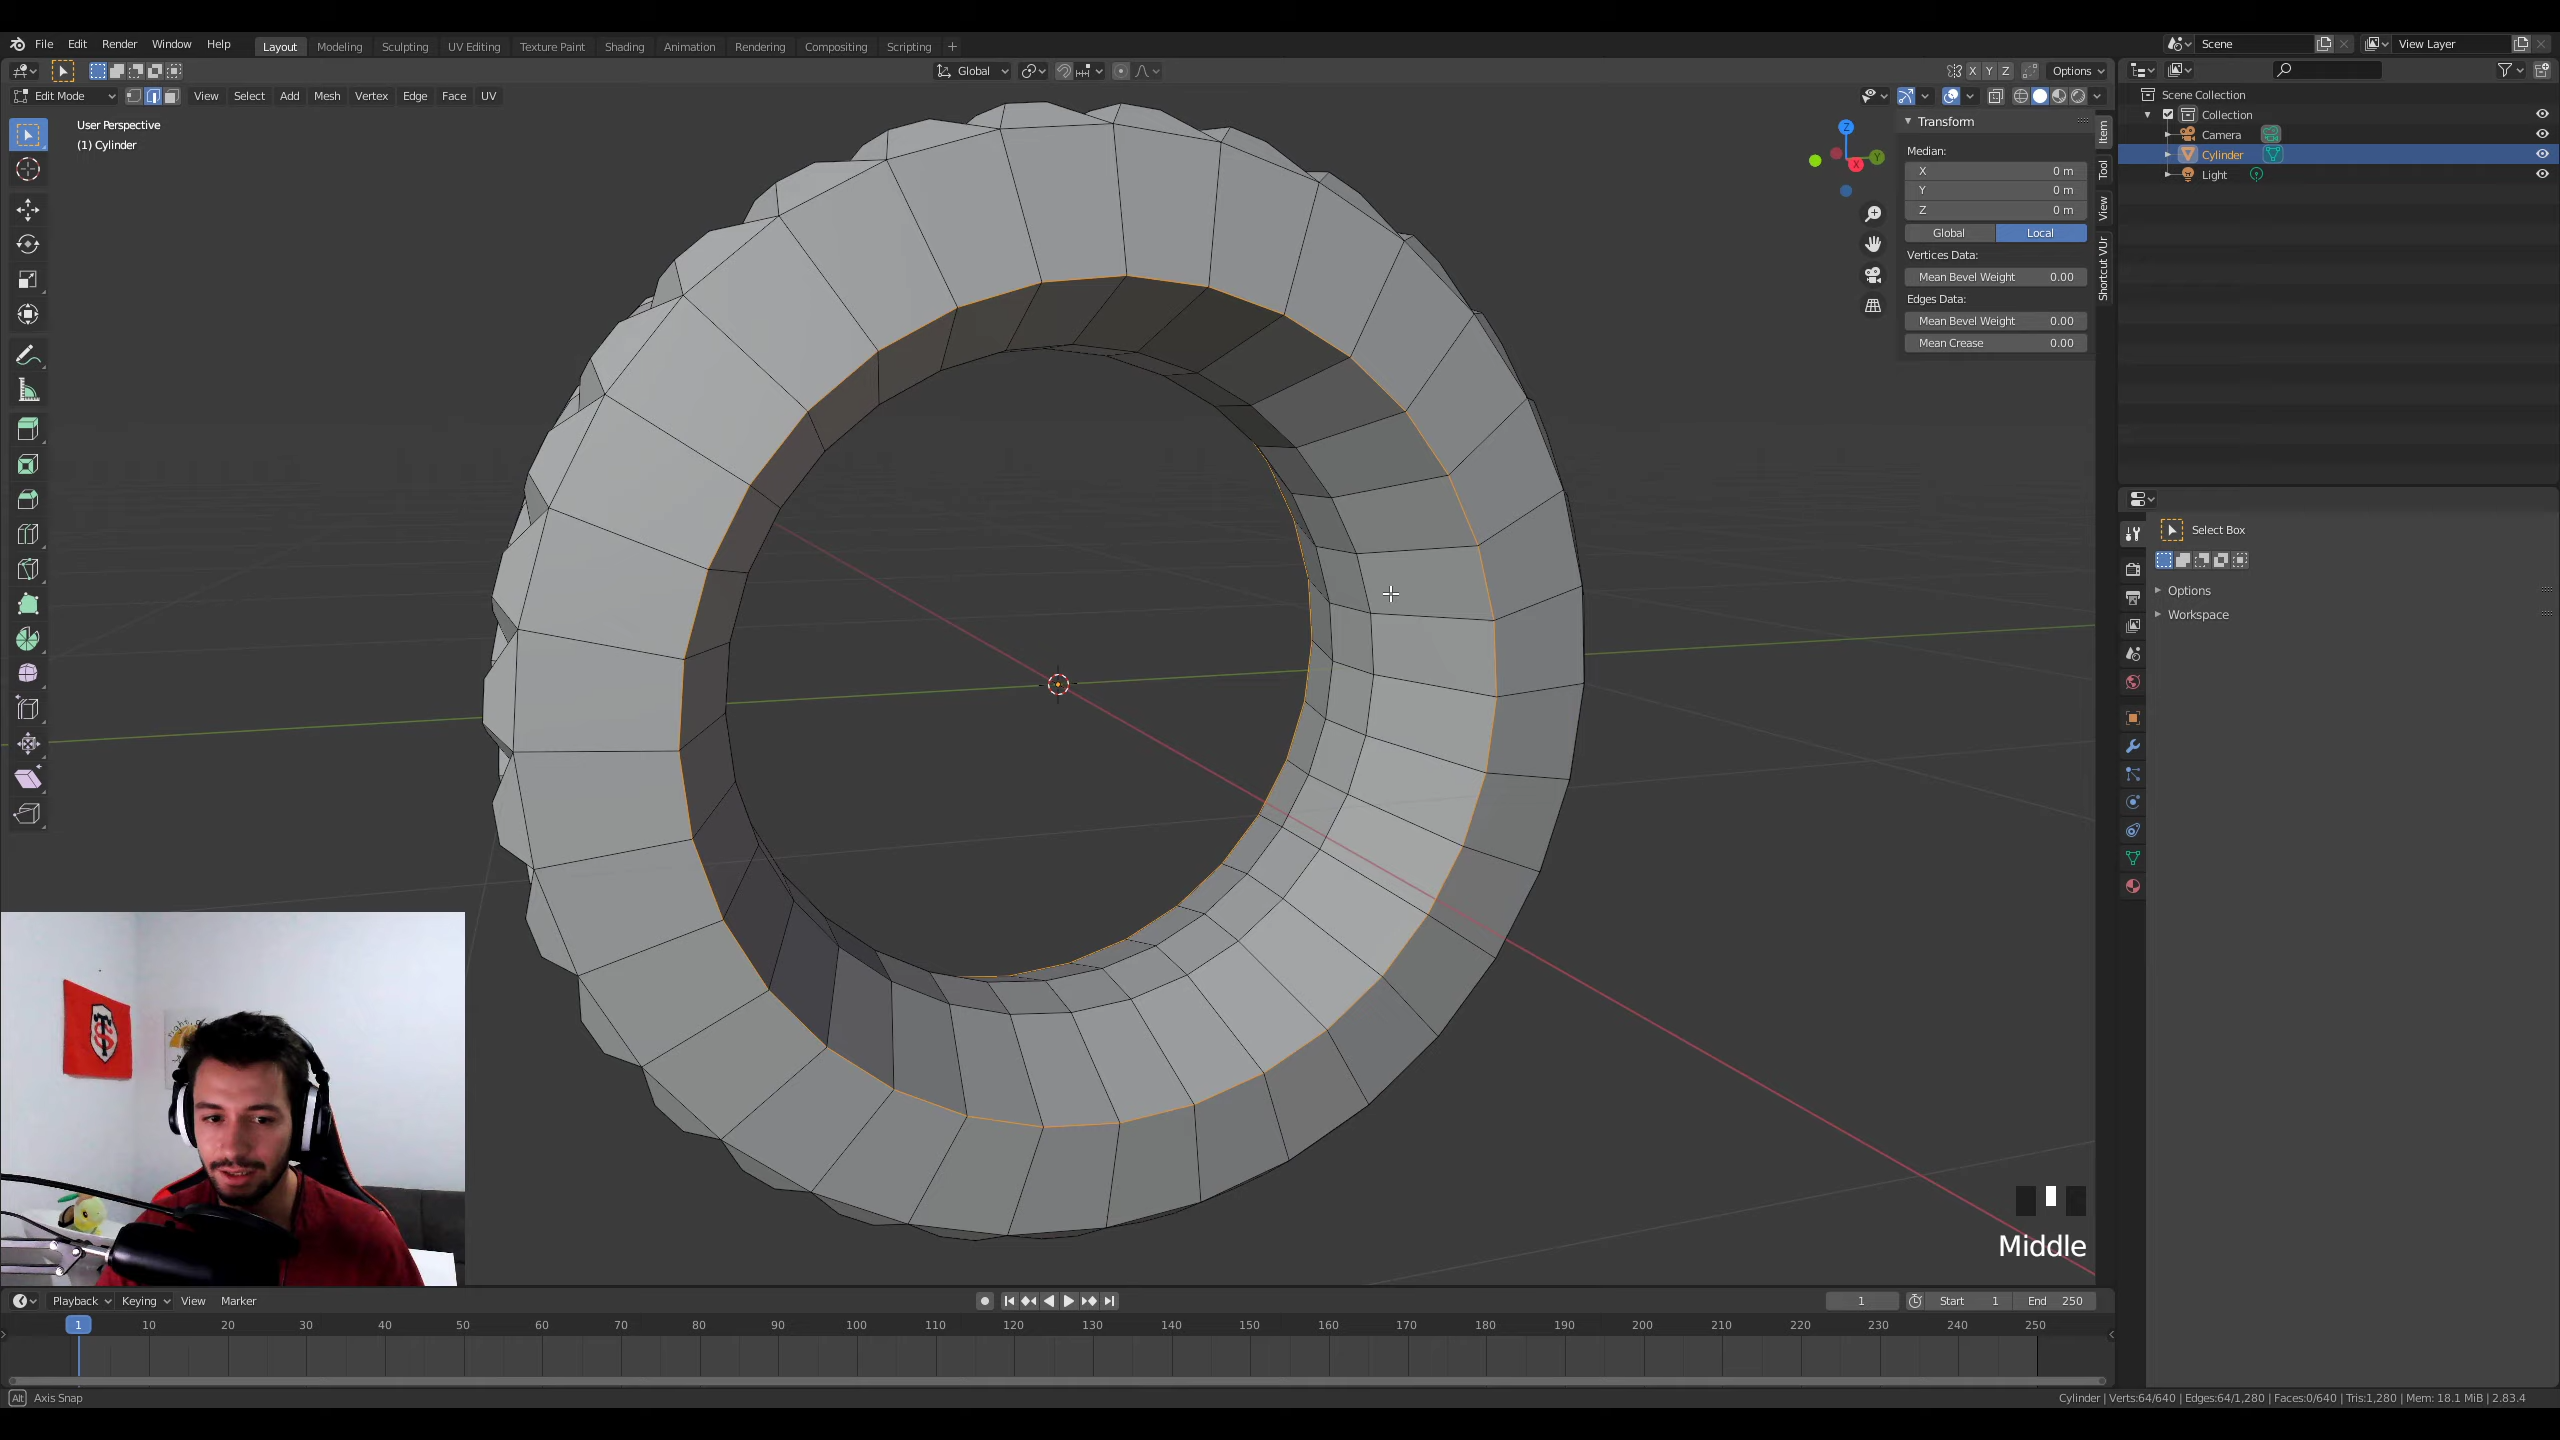 File Edit Render Window Help Layout Modeling Sculpting UV Editing Texture Paint Shading Animation Rendering Compositing Scripting +
Scene View Layer
Global Options X Y Z
Edit Mode View Select Add Mesh Vertex Edge Face UV
User Perspective
(1) Cylinder
Z
Y
X
Transform
Median:
X 0 m
Y 0 m
Z 0 m
Global Local
Vertices Data:
Mean Bevel Weight 0.00
Edges Data:
Mean Bevel Weight 0.00
Mean Crease 0.00
Item
Tool
View
Shortcut VUr
Scene Collection
Collection
Camera
Cylinder
Light
Select Box
Options
Workspace
Middle
Playback Keying View Marker
1 Start 1 End 250
1 10 20 30 40 50 60 70 80 90 100 110 120 130 140 150 160 170 180 190 200 210 220 230 240 250
Alt Axis Snap
Cylinder | Verts:64/640 | Edges:64/1,280 | Faces:0/640 | Tris:1,280 | Mem: 18.1 MiB | 2.83.4